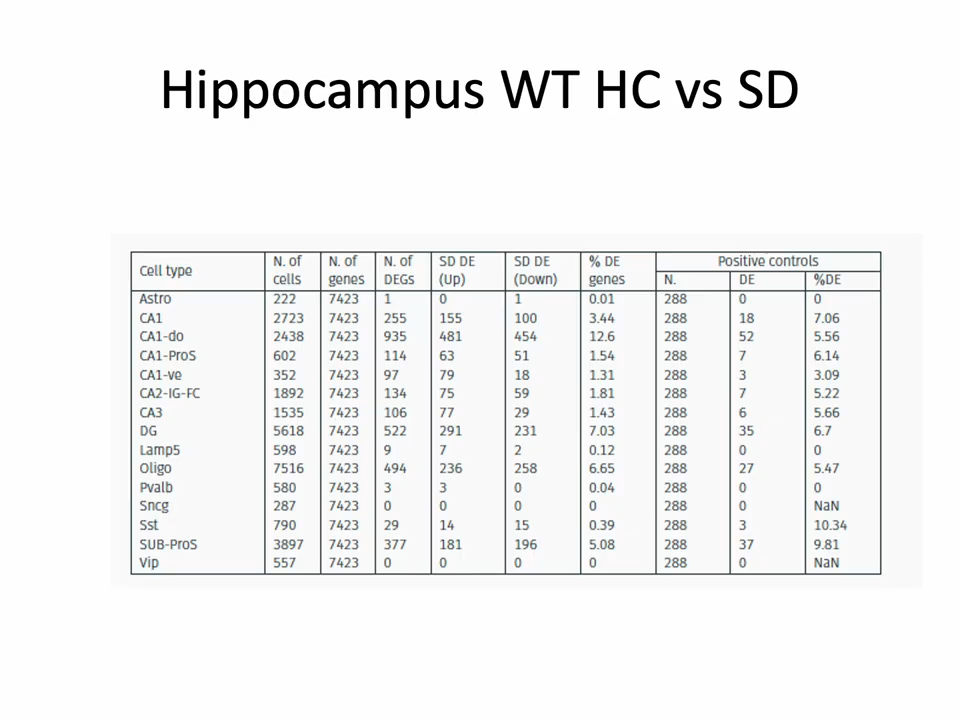 Hippocampus WT HC vs SD
Cell type N. of cells N. of genes N. of DEGs SD DE (Up) SD DE (Down) % DE genes Positive controls
N. DE %DE
Astro 222 7423 1 0 1 0.01 288 0 0
CA1 2723 7423 255 155 100 3.44 288 18 7.06
CA1-do 2438 7423 935 481 454 12.6 288 52 5.56
CA1-ProS 602 7423 114 63 51 1.54 288 7 6.14
CA1-ve 352 7423 97 79 18 1.31 288 3 3.09
CA2-IG-FC 1892 7423 134 75 59 1.81 288 7 5.22
CA3 1535 7423 106 77 29 1.43 288 6 5.66
DG 5618 7423 522 291 231 7.03 288 35 6.7
Lamp5 598 7423 9 7 2 0.12 288 0 0
Oligo 7516 7423 494 236 258 6.65 288 27 5.47
Pvalb 580 7423 3 3 0 0.04 288 0 0
Sncg 287 7423 0 0 0 0 288 0 NaN
Sst 790 7423 29 14 15 0.39 288 3 10.34
SUB-ProS 3897 7423 377 181 196 5.08 288 37 9.81
Vip 557 7423 0 0 0 0 288 0 NaN